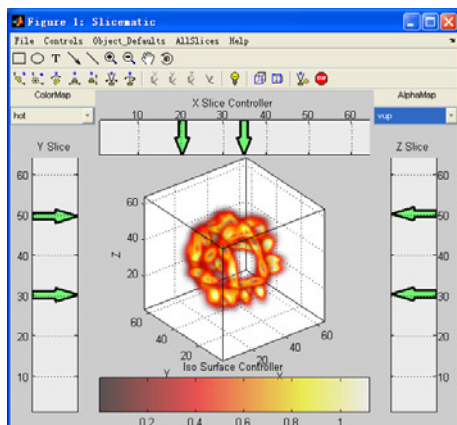 Figure 1: Slicematic
File Controls Object_Defaults AllSlices Help
ColorMap
X Slice Controller
AlphaMap
hot
10 20 30 40 50 60
vup
Y Slice
Z Slice
60
50
40
30
20
10
60
50
40
30
20
10
Z
60
40
20
60
40
20
20
40
60
Y
X
Iso Surface Controller
0.2 0.4 0.6 0.8 1